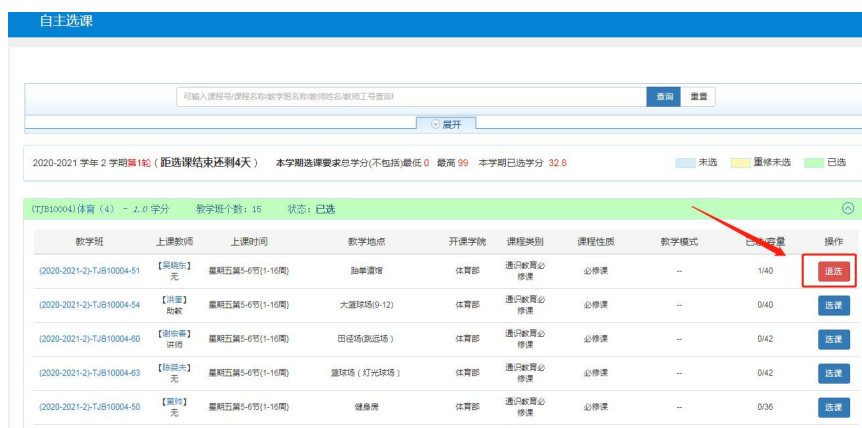 自主选课
可输入课程号/课程名称/教学班名称/教师姓名/教师工号查询!
查询 重置
展开
2020-2021 学年 2 学期第1轮 ( 距选课结束还剩4天 ) 本学期选课要求总学分(不包括)最低 0 最高 99 本学期已选学分 32.8 未选 重修未选 已选
(TJB10004)体育（4） - 1.0 学分 教学班个数：15 状态：已选
教学班 上课教师 上课时间 教学地点 开课学院 课程类别 课程性质 教学模式 已选/容量 操作
(2020-2021-2)-TJB10004-51 【吴晓东】 无 星期五第5-6节{1-16周} 跆拳道馆 体育部 通识教育必修课 必修课 -- 1/40 退选
(2020-2021-2)-TJB10004-54 【洪奎】 助教 星期五第5-6节{1-16周} 大篮球场(9-12) 体育部 通识教育必修课 必修课 -- 0/40 选课
(2020-2021-2)-TJB10004-60 【谢宏春】 讲师 星期五第5-6节{1-16周} 田径场(跳远场 ) 体育部 通识教育必修课 必修课 -- 0/42 选课
(2020-2021-2)-TJB10004-63 无 星期五第5-6节{1-16周} 篮球场 ( 灯光球场 ) 体育部 通识教育必修课 必修课 -- 0/42 选课
(2020-2021-2)-TJB10004-50 无 星期五第5-6节{1-16周} 健身房 体育部 通识教育必修课 必修课 -- 0/36 选课